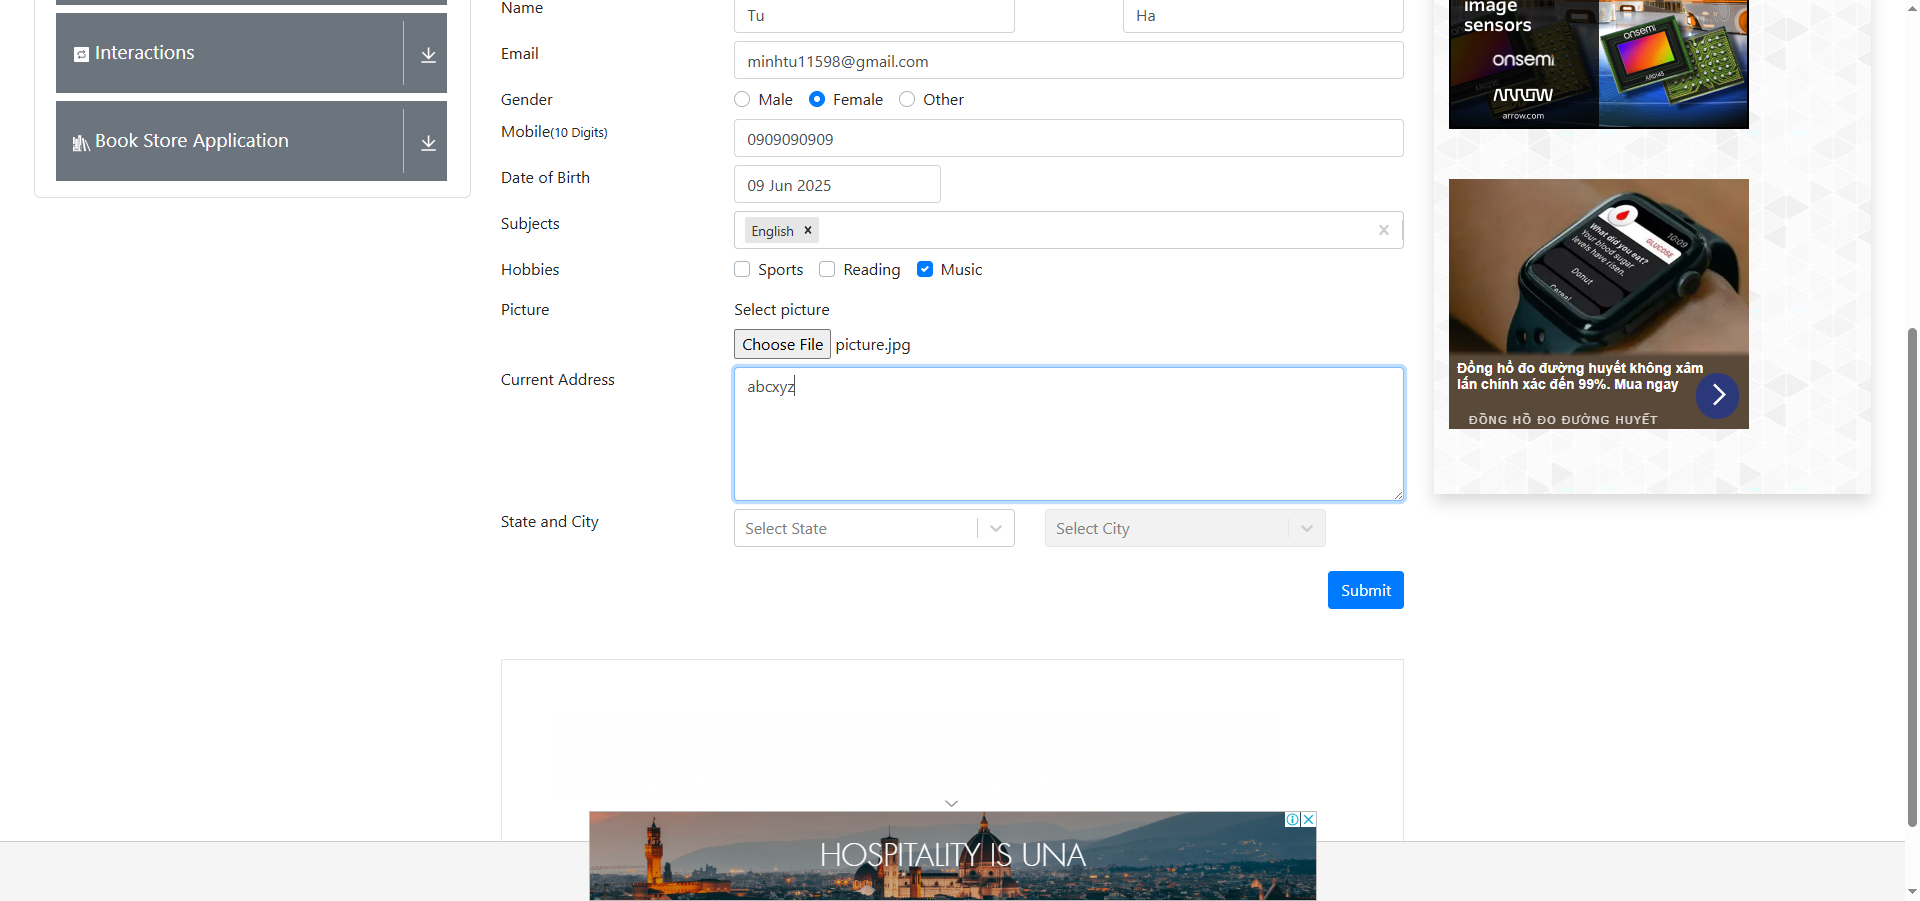 Interactions
Book Store Application
Name
Tu
Ha
Email
minhtu11598@gmail.com
Gender
Male
Female
Other
Mobile(10 Digits)
0909090909
Date of Birth
09 Jun 2025
Subjects
English
Hobbies
Sports
Reading
Music
Picture
Select picture
Choose File
picture.jpg
Current Address
abcxyz
State and City
Select State
Select City
Submit
image
sensors
onsemi
ARROW
arrow.com
onsemi
10:09
GLUCOSE
What did you eat?
Your blood sugar
levels have risen.
Donut
Cereal
Đồng hồ đo đường huyết không xâm
lấn chính xác đến 99%. Mua ngay
ĐỒNG HỒ ĐO ĐƯỜNG HUYẾT
HOSPITALITY IS UNA